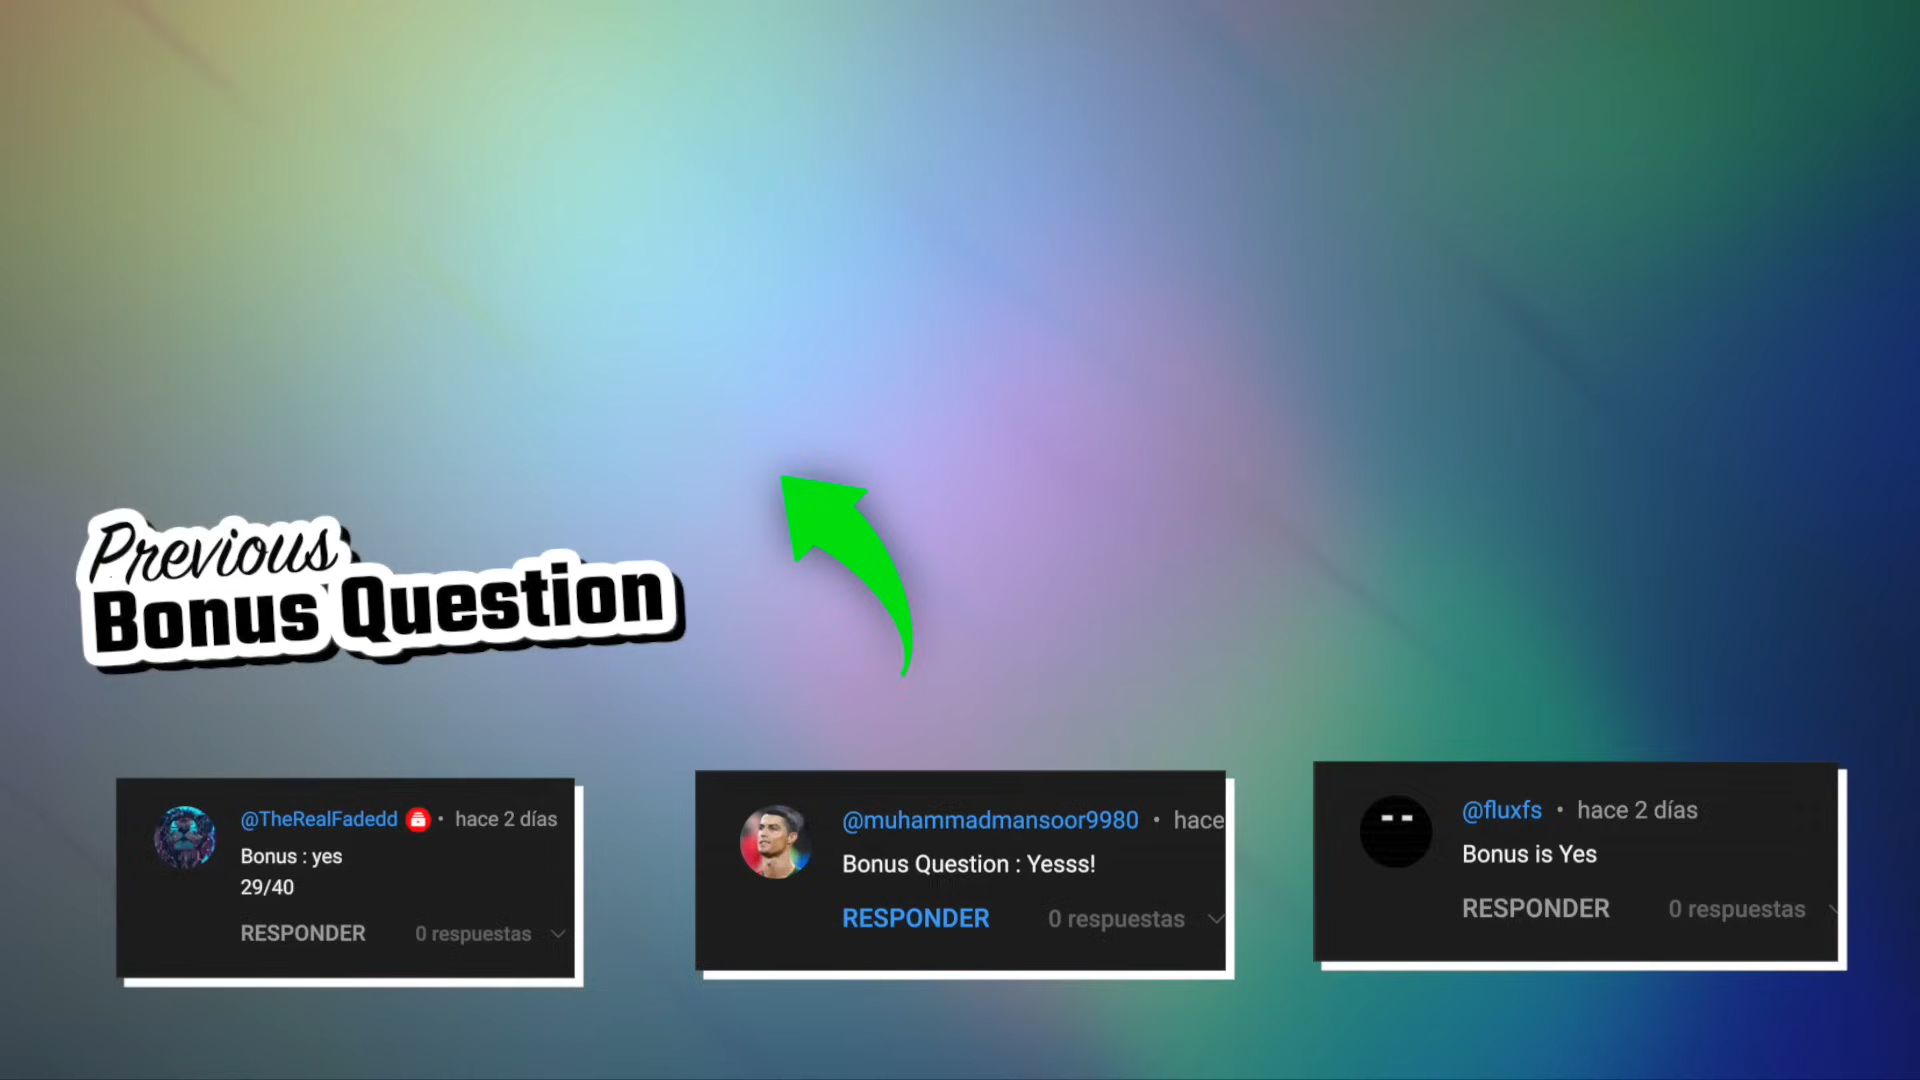 Previous
Bonus Question
@TheRealFadedd • hace 2 días
Bonus : yes
29/40
RESPONDER 0 respuestas
@muhammadmansoor9980 • hace
Bonus Question : Yesss!
RESPONDER 0 respuestas
@fluxfs • hace 2 días
Bonus is Yes
RESPONDER 0 respuestas